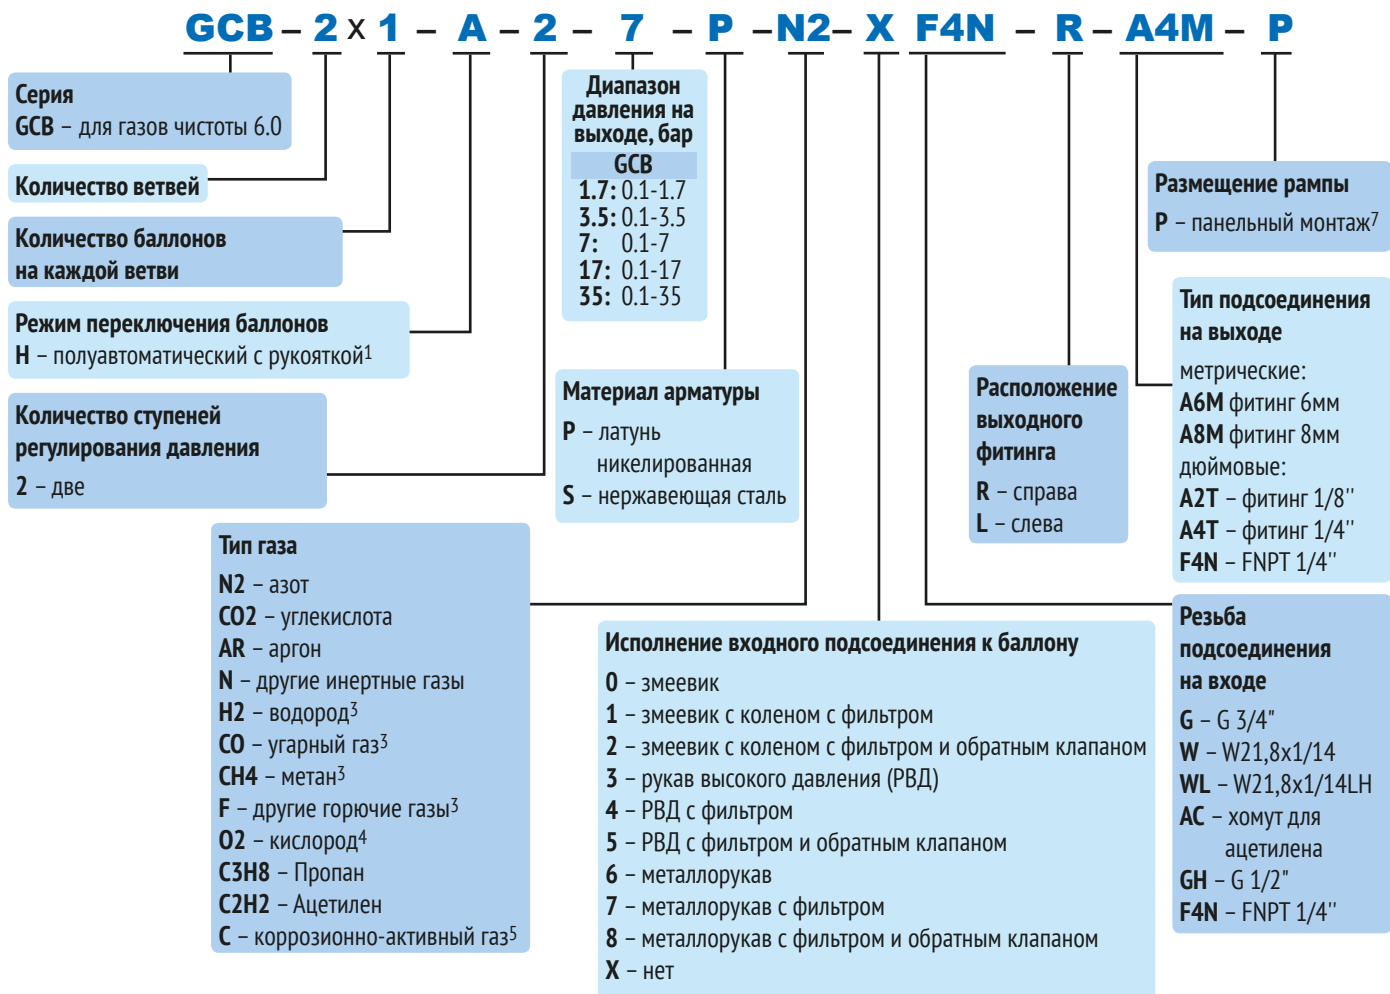 GCB – 2 x 1 – A – 2 – 7 – P – N2 – X F4N – R – A4M – P
Серия
GCB – для газов чистоты 6.0
Количество ветвей
Количество баллонов
на каждой ветви
Режим переключения баллонов
H – полуавтоматический с рукояткой1
Количество ступеней
регулирования давления
2 – две
Диапазон
давления на
выходе, бар
GCB
1.7: 0.1-1.7
3.5: 0.1-3.5
7: 0.1-7
17: 0.1-17
35: 0.1-35
Материал арматуры
P – латунь
никелированная
S – нержавеющая сталь
Тип газа
N2 – азот
CO2 – углекислота
AR – аргон
N – другие инертные газы
H2 – водород3
CO – угарный газ3
CH4 – метан3
F – другие горючие газы3
O2 – кислород4
C3H8 – Пропан
C2H2 – Ацетилен
C – коррозионно-активный газ5
Исполнение входного подсоединения к баллону
0 – змеевик
1 – змеевик с коленом с фильтром
2 – змеевик с коленом с фильтром и обратным клапаном
3 – рукав высокого давления (РВД)
4 – РВД с фильтром
5 – РВД с фильтром и обратным клапаном
6 – металлорукав
7 – металлорукав с фильтром
8 – металлорукав с фильтром и обратным клапаном
X – нет
Расположение
выходного
фитинга
R – справа
L – слева
Размещение рампы
P – панельный монтаж7
Тип подсоединения
на выходе
метрические:
A6M фитинг 6мм
A8M фитинг 8мм
дюймовые:
A2T – фитинг 1/8''
A4T – фитинг 1/4''
F4N – FNPT 1/4''
Резьба
подсоединения
на входе
G – G 3/4"
W – W21,8x1/14
WL – W21,8x1/14LH
AC – хомут для
ацетилена
GH – G 1/2"
F4N – FNPT 1/4''